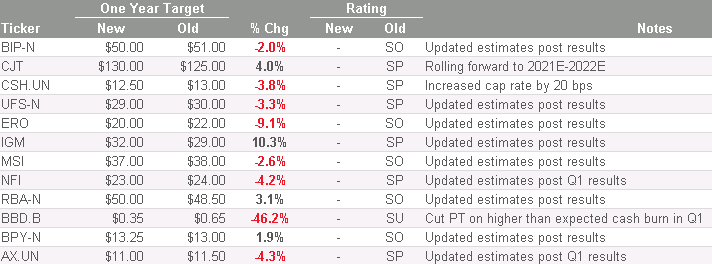 One Year Target Rating
Ticker New Old % Chg New Old Notes
BIP-N $50.00 $51.00 -2.0% - SO Updated estimates post results
CJT $130.00 $125.00 4.0% - SP Rolling forward to 2021E-2022E
CSH.UN $12.50 $13.00 -3.8% - SP Increased cap rate by 20 bps
UFS-N $29.00 $30.00 -3.3% - SP Updated estimates post results
ERO $20.00 $22.00 -9.1% - SO Updated estimates post results
IGM $32.00 $29.00 10.3% - SP Updated estimates post results
MSI $37.00 $38.00 -2.6% - SO Updated estimates post results
NFI $23.00 $24.00 -4.2% - SP Updated estimates post Q1 results
RBA-N $50.00 $48.50 3.1% - SO Updated estimates post results
BBD.B $0.35 $0.65 -46.2% - SU Cut PT on higher than expected cash burn in Q1
BPY-N $13.25 $13.00 1.9% - SO Updated estimates post results
AX.UN $11.00 $11.50 -4.3% - SP Updated estimates post Q1 results